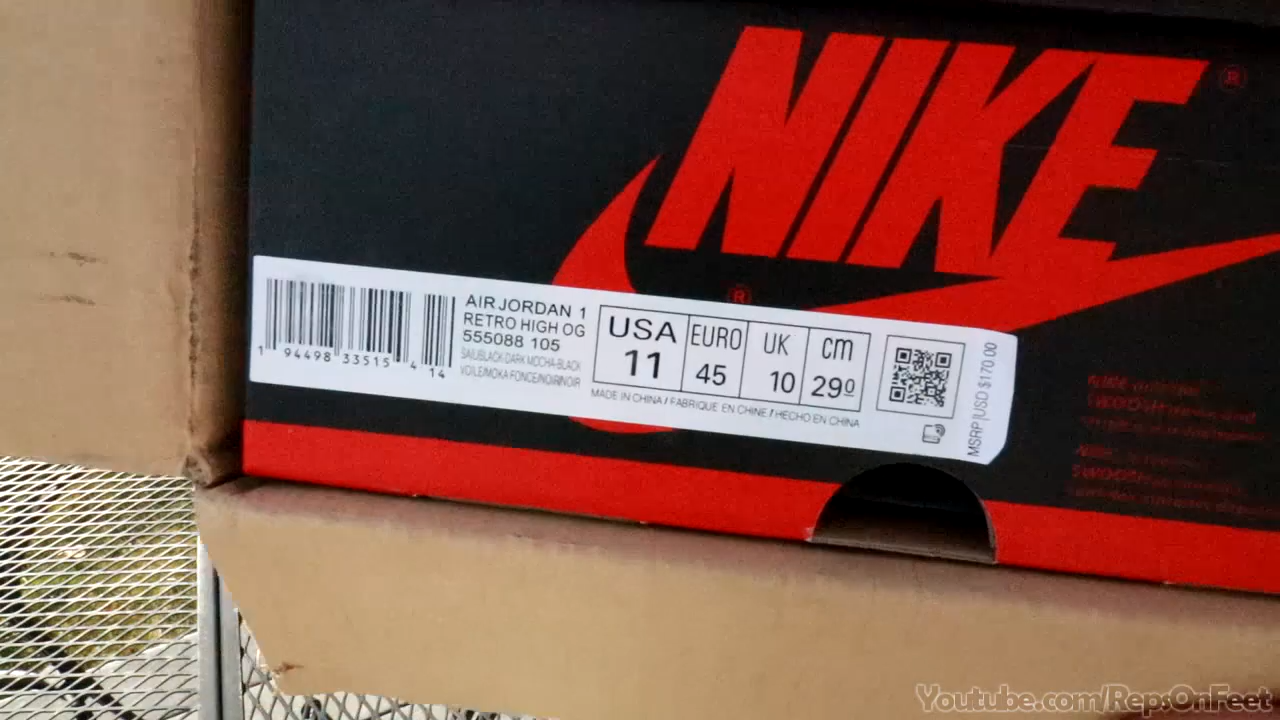 NIKE
®
®
1 94498 33515 4 14
AIR JORDAN 1
RETRO HIGH OG
555088 105
SAIL/BLACK-DARK MOCHA-BLACK
VOILE/MOKA FONCE/NOIR/NOIR
USA
11
EURO
45
UK
10
cm
290
MADE IN CHINA / FABRIQUE EN CHINE / HECHO EN CHINA
MSRP|USD $170.00
Youtube.com/RepsOnFeet